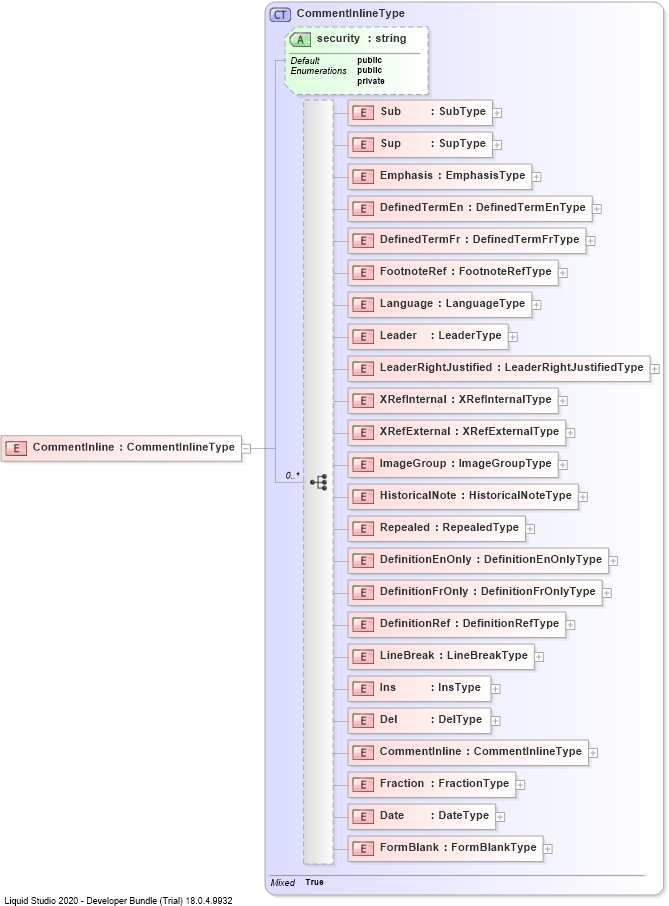 CT CommentInlineType
A security : string
Default public
Enumerations public
private
E Sub : SubType
E Sup : SupType
E Emphasis : EmphasisType
E DefinedTermEn : DefinedTermEnType
E DefinedTermFr : DefinedTermFrType
E FootnoteRef : FootnoteRefType
E Language : LanguageType
E Leader : LeaderType
E LeaderRightJustified : LeaderRightJustifiedType
E XRefInternal : XRefInternalType
E XRefExternal : XRefExternalType
E CommentInline : CommentInlineType
E ImageGroup : ImageGroupType
0..*
E HistoricalNote : HistoricalNoteType
E Repealed : RepealedType
E DefinitionEnOnly : DefinitionEnOnlyType
E DefinitionFrOnly : DefinitionFrOnlyType
E DefinitionRef : DefinitionRefType
E LineBreak : LineBreakType
E Ins : InsType
E Del : DelType
E CommentInline : CommentInlineType
E Fraction : FractionType
E Date : DateType
E FormBlank : FormBlankType
Mixed True
Liquid Studio 2020 - Developer Bundle (Trial) 18.0.4.9932